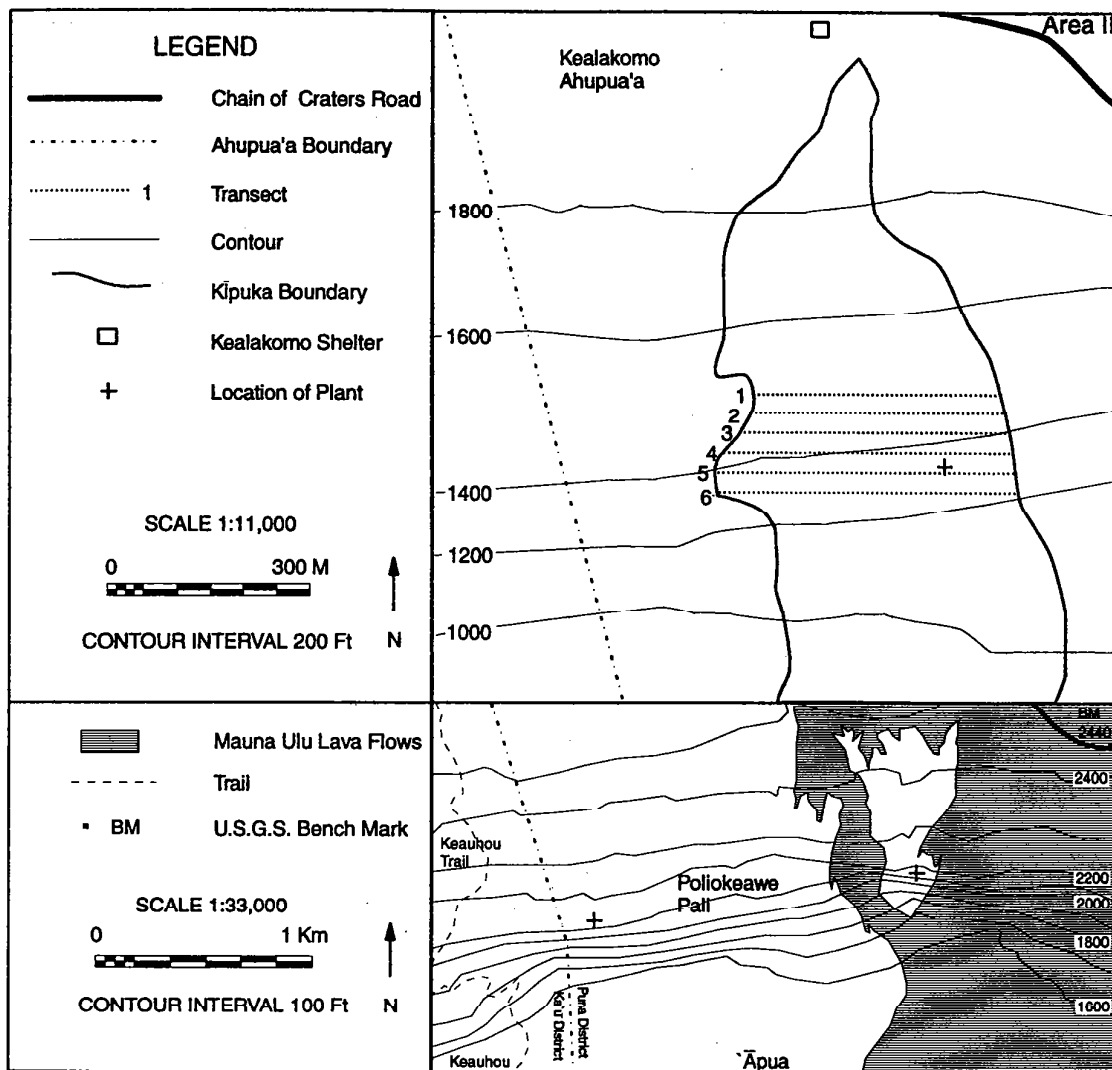 LEGEND
Chain of Craters Road
Ahupua'a Boundary
1 Transect
Contour
Kīpuka Boundary
Kealakomo Shelter
Location of Plant
SCALE 1:11,000
0 300 M
CONTOUR INTERVAL 200 Ft N
Area II
Kealakomo
Ahupua'a
1800
1600
1400
1200
1000
1
2
3
4
5
6
Mauna Ulu Lava Flows
Trail
BM U.S.G.S. Bench Mark
SCALE 1:33,000
0 1 Km
CONTOUR INTERVAL 100 Ft N
BM
2440
2400
2200
2000
1800
1600
Keauhou
Trail
Poliokeawe
Pali
Puna District
Ka'u District
Keauhou
'Āpua